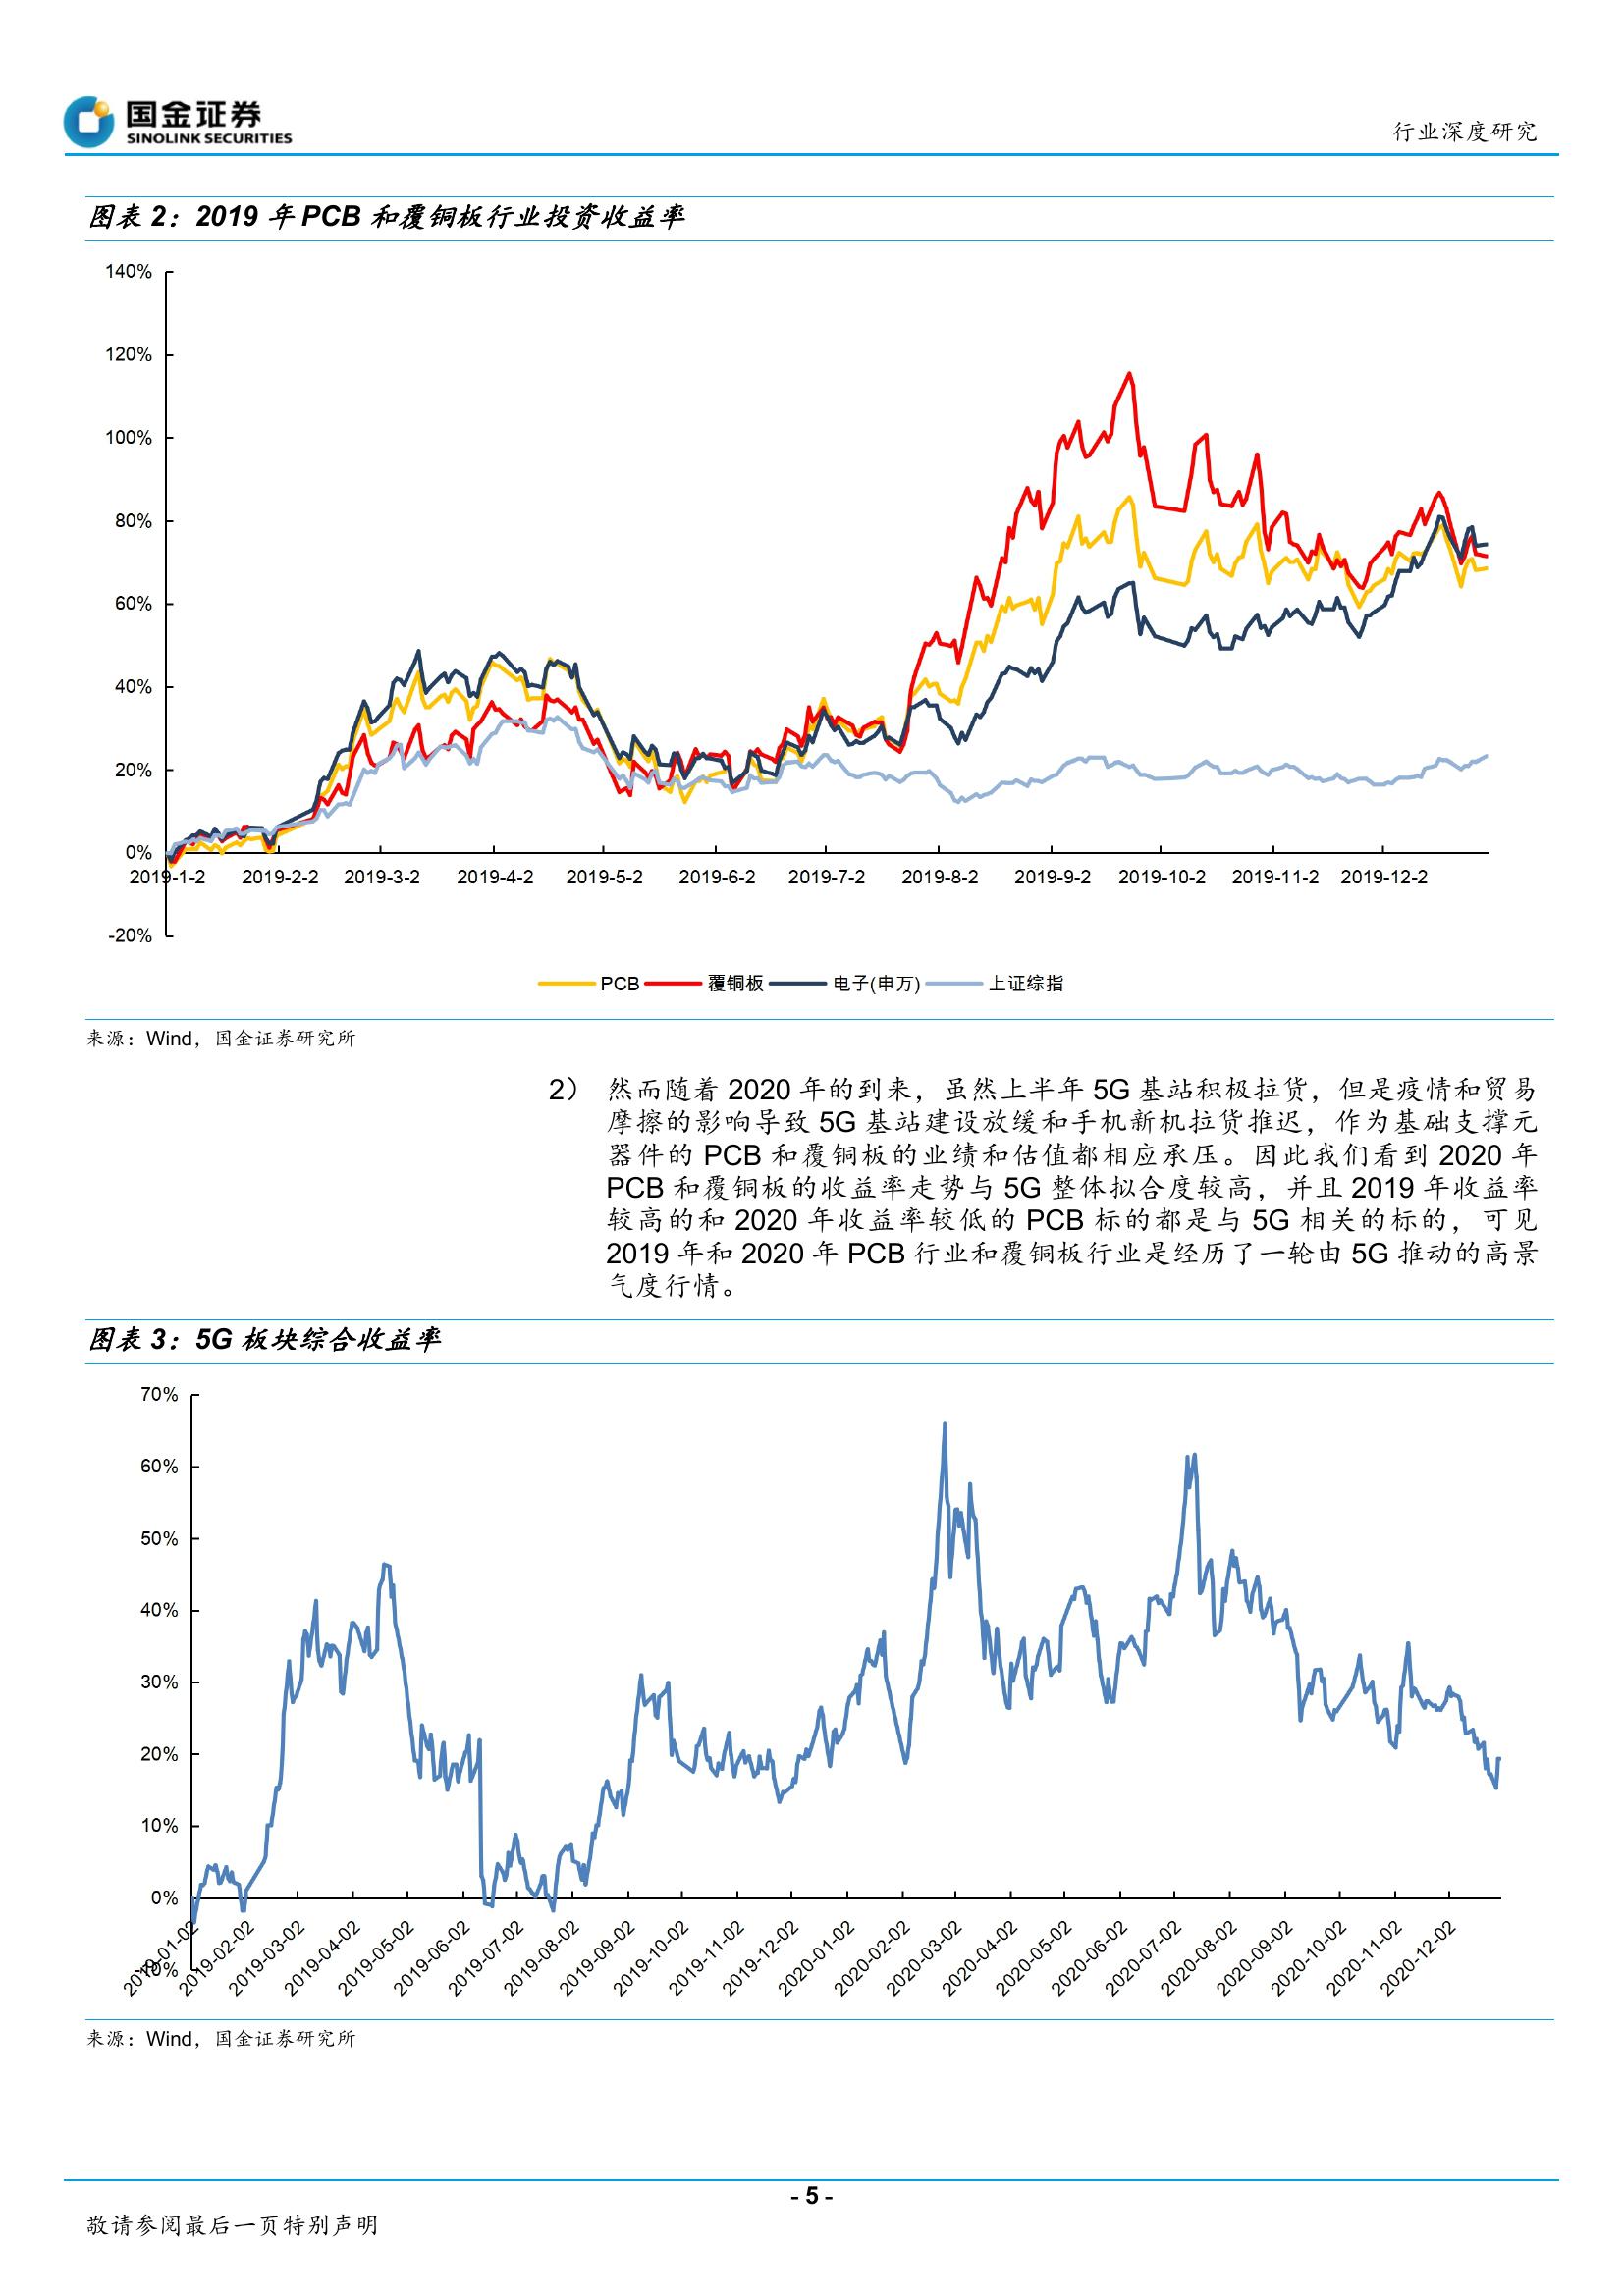 国金证券
SINOLINK SECURITIES
行业深度研究
图表 2：2019 年 PCB 和覆铜板行业投资收益率
140%
120%
100%
80%
60%
40%
20%
0%
-20%
2019-1-2 2019-2-2 2019-3-2 2019-4-2 2019-5-2 2019-6-2 2019-7-2 2019-8-2 2019-9-2 2019-10-2 2019-11-2 2019-12-2
PCB 覆铜板 电子(申万) 上证综指
来源：Wind，国金证券研究所
2） 然而随着 2020 年的到来，虽然上半年 5G 基站积极拉货，但是疫情和贸易
摩擦的影响导致 5G 基站建设放缓和手机新机拉货推迟，作为基础支撑元
器件的 PCB 和覆铜板的业绩和估值都相应承压。因此我们看到 2020 年
PCB 和覆铜板的收益率走势与 5G 整体拟合度较高，并且 2019 年收益率
较高的和 2020 年收益率较低的 PCB 标的都是与 5G 相关的标的，可见
2019 年和 2020 年 PCB 行业和覆铜板行业是经历了一轮由 5G 推动的高景
气度行情。
图表 3：5G 板块综合收益率
70%
60%
50%
40%
30%
20%
10%
0%
-10%
2019-01-02 2019-02-02 2019-03-02 2019-04-02 2019-05-02 2019-06-02 2019-07-02 2019-08-02 2019-09-02 2019-10-02 2019-11-02 2019-12-02 2020-01-02 2020-02-02 2020-03-02 2020-04-02 2020-05-02 2020-06-02 2020-07-02 2020-08-02 2020-09-02 2020-10-02 2020-11-02 2020-12-02
来源：Wind，国金证券研究所
- 5 -
敬请参阅最后一页特别声明